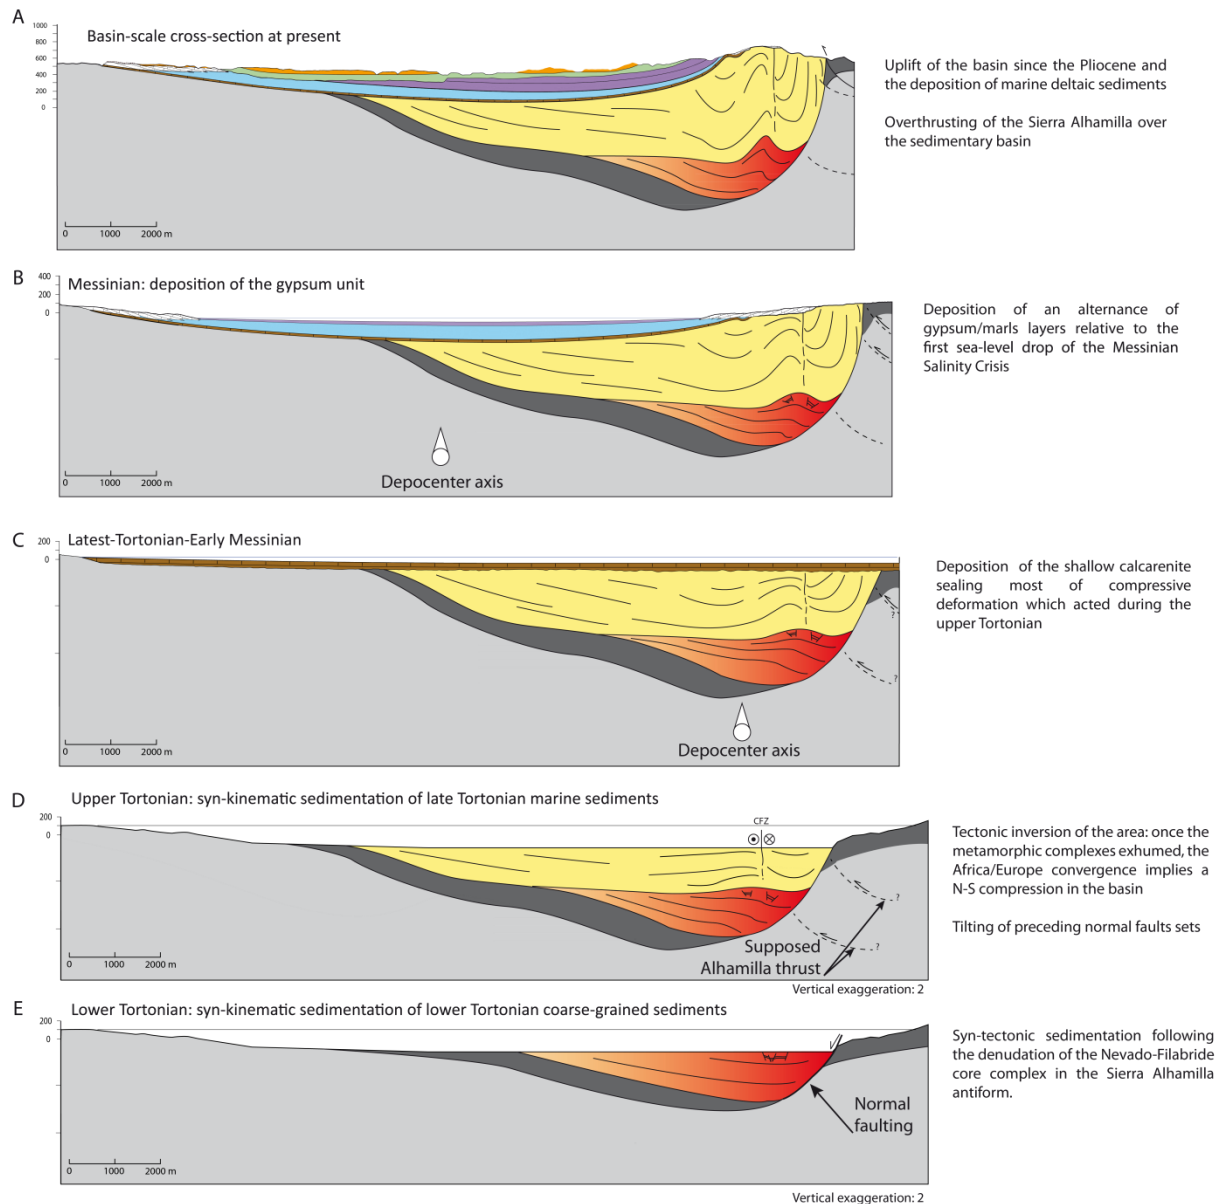 A
Basin-scale cross-section at present
1000
800
600
400
200
0
0 1000 2000 m
Uplift of the basin since the Pliocene and
the deposition of marine deltaic sediments
Overthrusting of the Sierra Alhamilla over
the sedimentary basin
B
Messinian: deposition of the gypsum unit
400
200
0
0 1000 2000 m
Depocenter axis
Deposition of an alternance of
gypsum/marls layers relative to the
first sea-level drop of the Messinian
Salinity Crisis
C
Latest-Tortonian-Early Messinian
200
0
?
?
0 1000 2000 m
Depocenter axis
Deposition of the shallow calcarenite
sealing most of compressive
deformation which acted during the
upper Tortonian
D
Upper Tortonian: syn-kinematic sedimentation of late Tortonian marine sediments
200
0
CFZ
?
?
Supposed
Alhamilla thrust
0 1000 2000 m
Vertical exaggeration: 2
Tectonic inversion of the area: once the
metamorphic complexes exhumed, the
Africa/Europe convergence implies a
N-S compression in the basin
Tilting of preceding normal faults sets
E
Lower Tortonian: syn-kinematic sedimentation of lower Tortonian coarse-grained sediments
200
0
Normal
faulting
0 1000 2000 m
Vertical exaggeration: 2
Syn-tectonic sedimentation following
the denudation of the Nevado-Filabride
core complex in the Sierra Alhamilla
antiform.